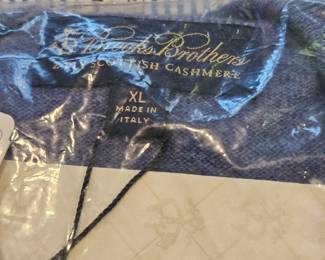 Brooks Brothers
SCOTTISH CASHMERE
XL
MADE IN
ITALY